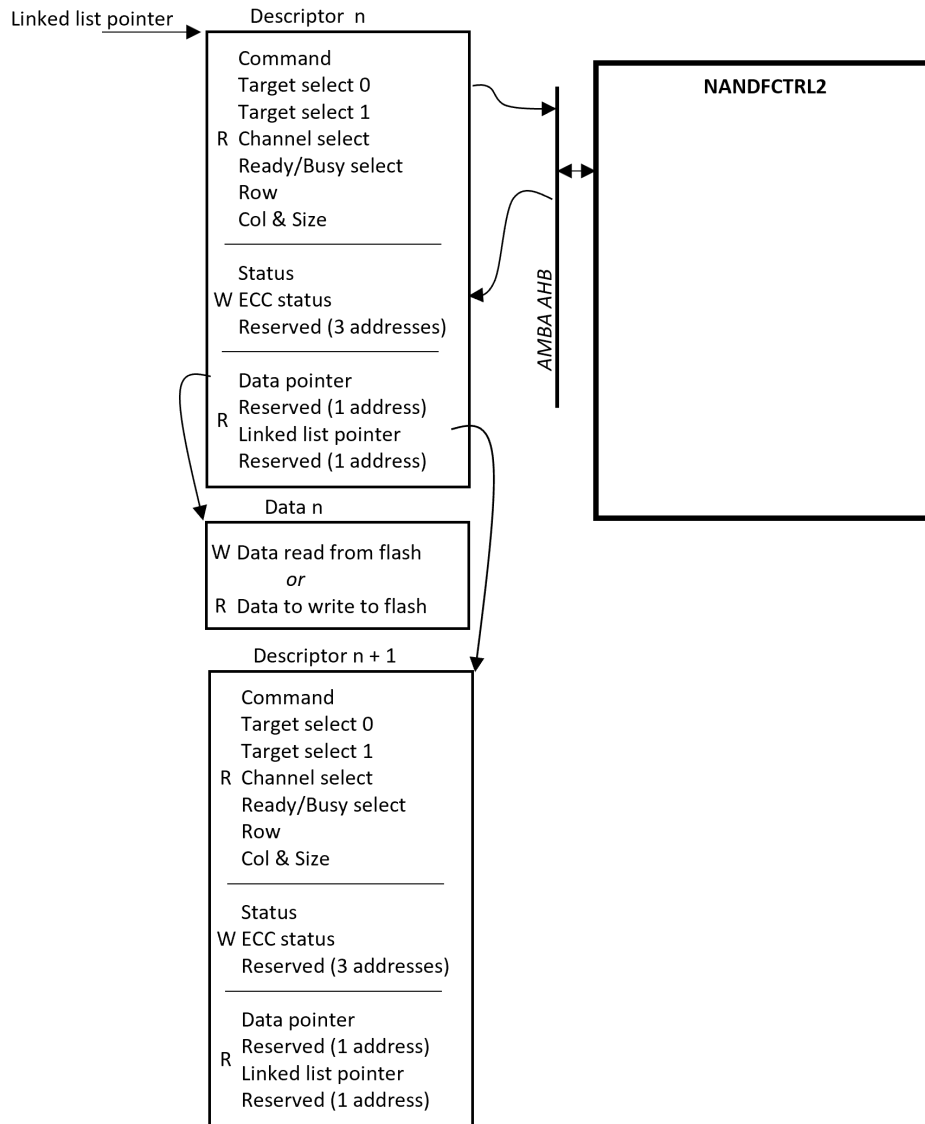 Linked list pointer
Descriptor n
Command
Target select 0
Target select 1
R Channel select
Ready/Busy select
Row
Col & Size
Status
W ECC status
Reserved (3 addresses)
Data pointer
Reserved (1 address)
R
Linked list pointer
Reserved (1 address)
NANDFCTRL2
AMBA AHB
Data n
W Data read from flash
or
R Data to write to flash
Descriptor n + 1
Command
Target select 0
Target select 1
R Channel select
Ready/Busy select
Row
Col & Size
Status
W ECC status
Reserved (3 addresses)
Data pointer
Reserved (1 address)
R
Linked list pointer
Reserved (1 address)